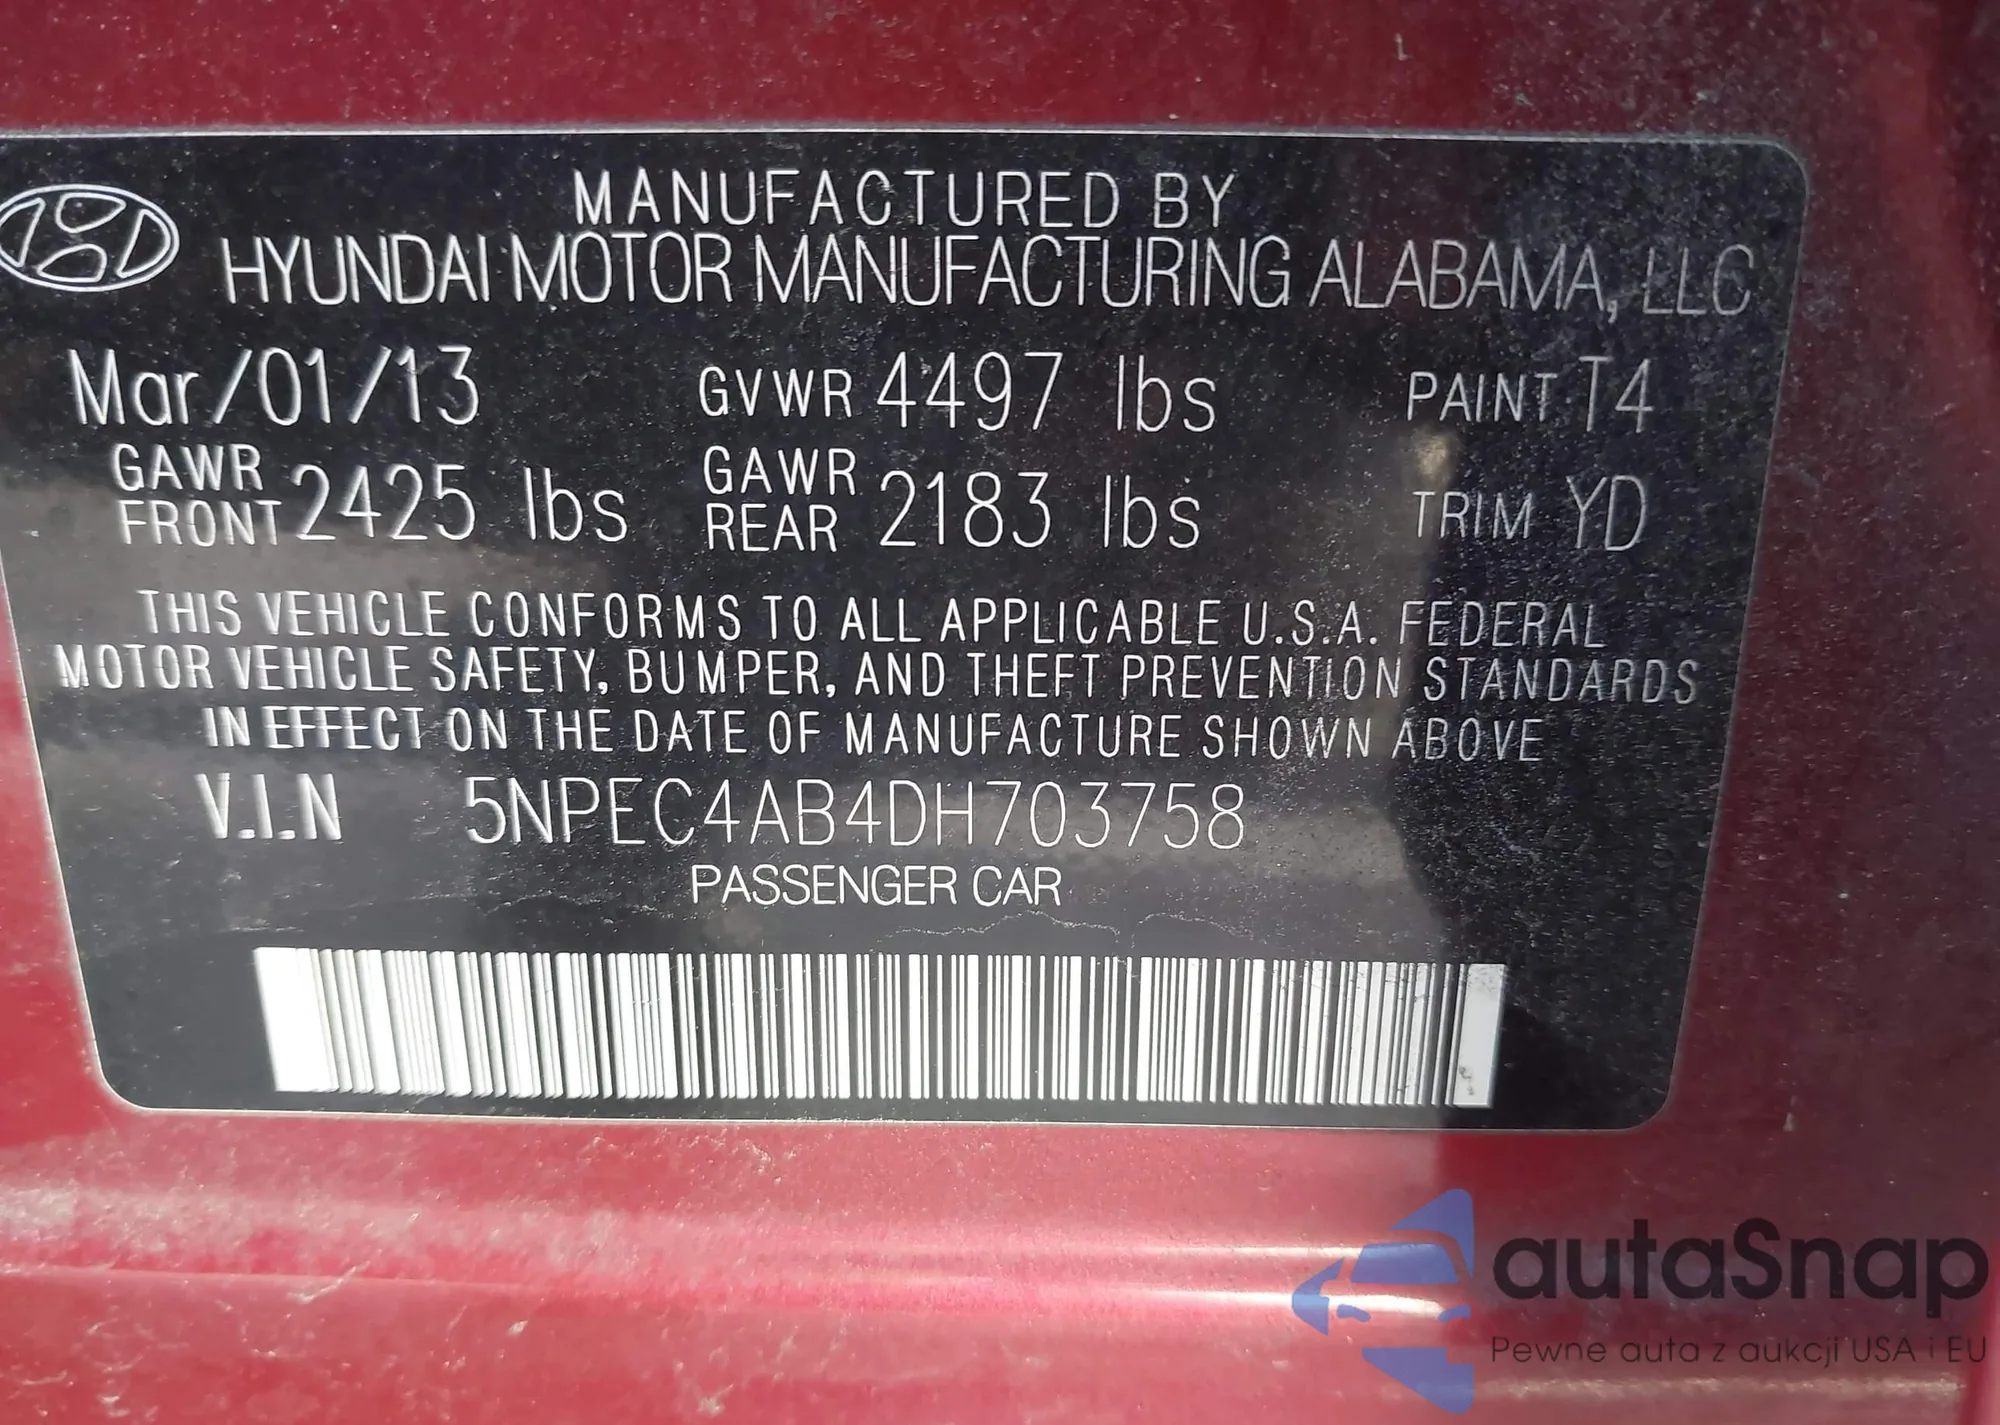 MANUFACTURED BY
HYUNDAI MOTOR MANUFACTURING ALABAMA, LLC
Mar/01/13 GVWR 4497 lbs PAINT T4
GAWR FRONT 2425 lbs GAWR REAR 2183 lbs TRIM YD
THIS VEHICLE CONFORMS TO ALL APPLICABLE U.S.A. FEDERAL
MOTOR VEHICLE SAFETY, BUMPER, AND THEFT PREVENTION STANDARDS
IN EFFECT ON THE DATE OF MANUFACTURE SHOWN ABOVE
V.I.N 5NPEC4AB4DH703758
PASSENGER CAR
autaSnap
Pewne auta z aukcji USA i EU